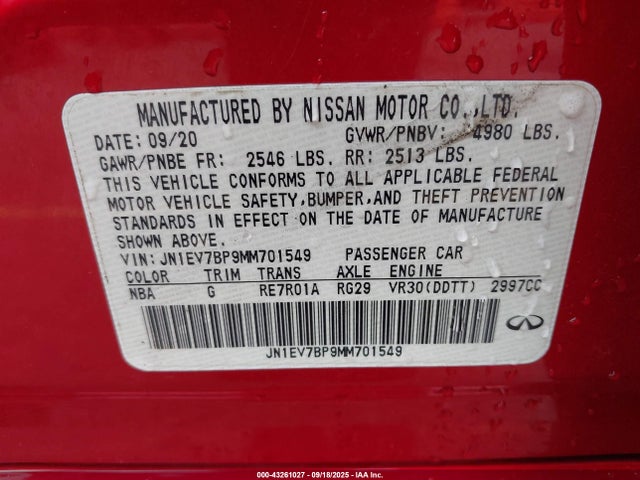 MANUFACTURED BY NISSAN MOTOR CO.,LTD.
DATE: 09/20 GVWR/PNBV: 4980 LBS.
GAWR/PNBE FR: 2546 LBS. RR: 2513 LBS.
THIS VEHICLE CONFORMS TO ALL APPLICABLE FEDERAL
MOTOR VEHICLE SAFETY,BUMPER,AND THEFT PREVENTION
STANDARDS IN EFFECT ON THE DATE OF MANUFACTURE
SHOWN ABOVE.
VIN: JN1EV7BP9MM701549 PASSENGER CAR
COLOR TRIM TRANS AXLE ENGINE
NBA G RE7R01A RG29 VR30(DDTT) 2997CC
JN1EV7BP9MM701549
000-43261027 - 09/18/2025 - IAA Inc.